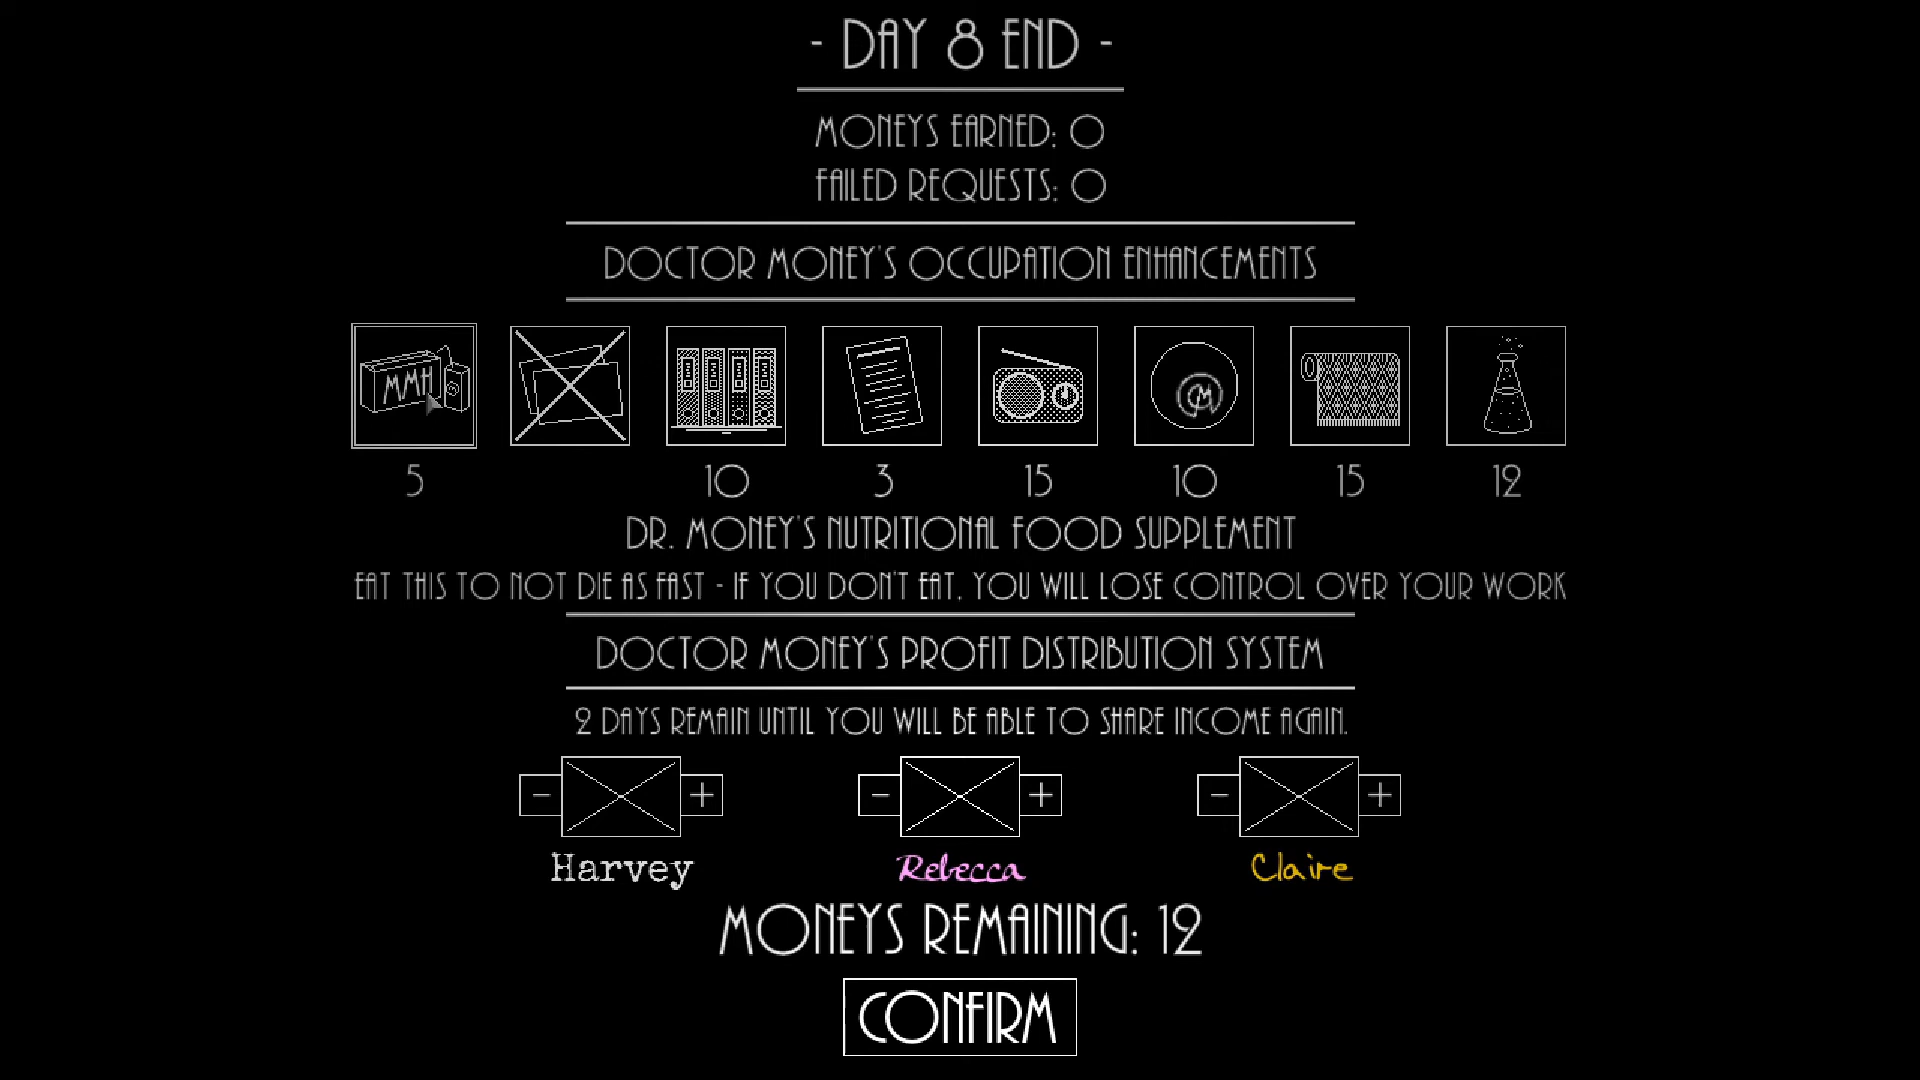 - DAY 8 END -
MONEYS EARNED: 0
FAILED REQUESTS: 0
DOCTOR MONEY'S OCCUPATION ENHANCEMENTS
MMH
5 10 3 15 10 15 12
DR. MONEY'S NUTRITIONAL FOOD SUPPLEMENT
EAT THIS TO NOT DIE AS FAST - IF YOU DON'T EAT, YOU WILL LOSE CONTROL OVER YOUR WORK
DOCTOR MONEY'S PROFIT DISTRIBUTION SYSTEM
2 DAYS REMAIN UNTIL YOU WILL BE ABLE TO SHARE INCOME AGAIN.
- + - + - +
Harvey Rebecca Claire
MONEYS REMAINING: 12
CONFIRM